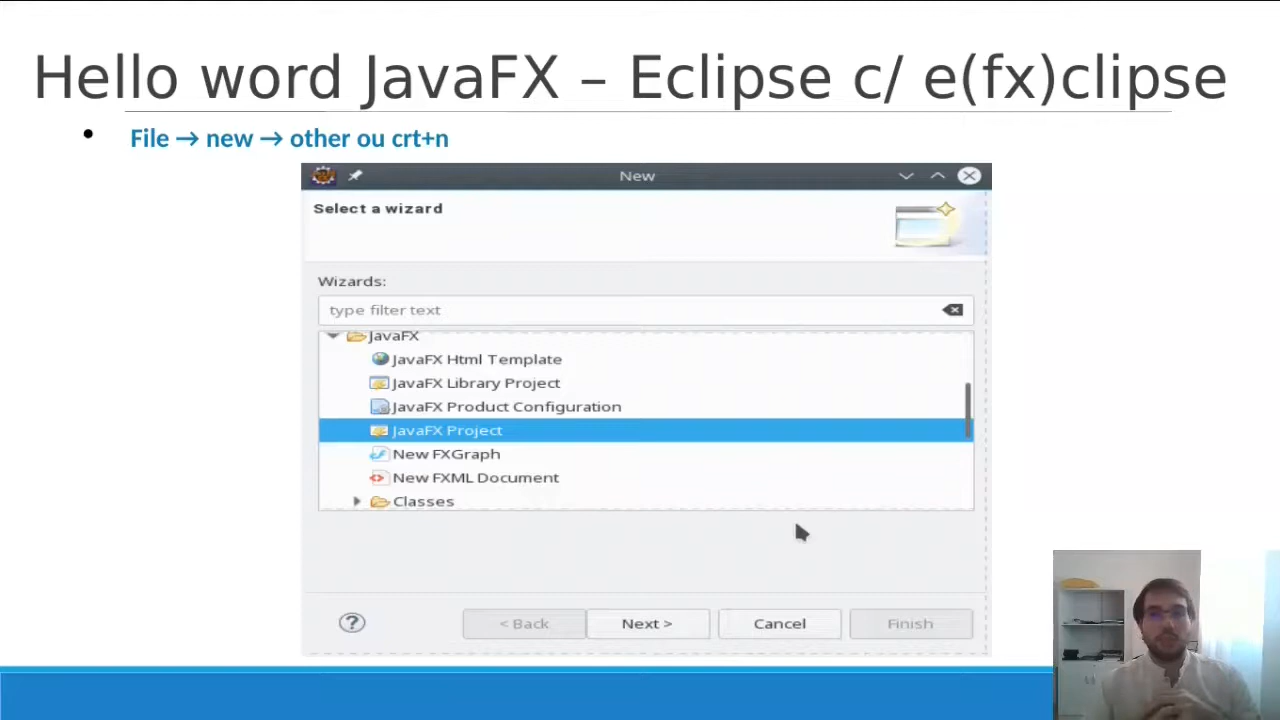 Hello word JavaFX – Eclipse c/ e(fx)clipse
• File → new → other ou crt+n
New
Select a wizard
Wizards:
type filter text
JavaFX
JavaFX Html Template
JavaFX Library Project
JavaFX Product Configuration
JavaFX Project
New FXGraph
New FXML Document
Classes
? < Back Next > Cancel Finish